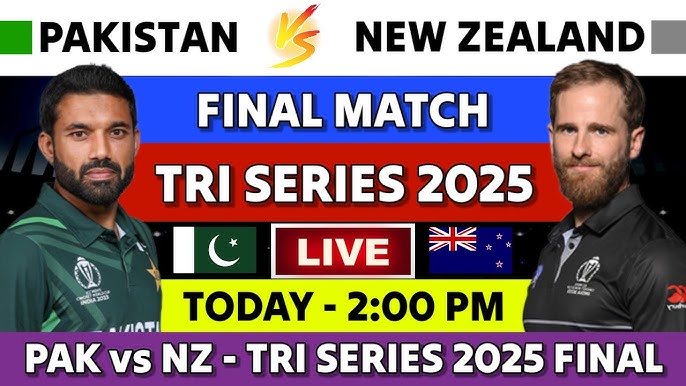 PAKISTAN VS NEW ZEALAND
FINAL MATCH
TRI SERIES 2025
LIVE
TODAY - 2:00 PM
PAK vs NZ - TRI SERIES 2025 FINAL